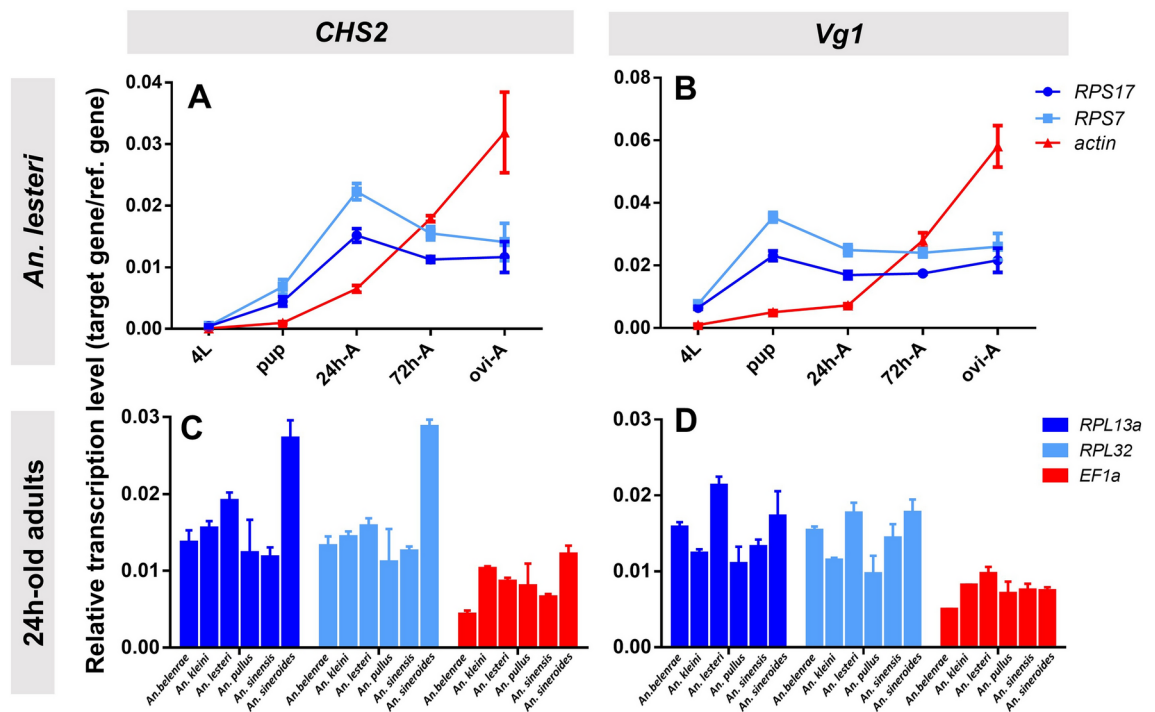 CHS2
Vg1
An. lesteri
24h-old adults
Relative transcription level (target gene/ref. gene)
A
0.04
0.03
0.02
0.01
0.00
4L
pup
24h-A
72h-A
ovi-A
B
0.08
0.06
0.04
0.02
0.00
4L
pup
24h-A
72h-A
ovi-A
RPS17
RPS7
actin
C
0.03
0.02
0.01
0.00
An.belenrae
An. kleini
An. lesteri
An. pullus
An. sinensis
An. sineroides
An.belenrae
An. kleini
An. lesteri
An. pullus
An. sinensis
An. sineroides
An.belenrae
An. kleini
An. lesteri
An. pullus
An. sinensis
An. sineroides
D
0.03
0.02
0.01
0.00
An.belenrae
An. kleini
An. lesteri
An. pullus
An. sinensis
An. sineroides
An.belenrae
An. kleini
An. lesteri
An. pullus
An. sinensis
An. sineroides
An.belenrae
An. kleini
An. lesteri
An. pullus
An. sinensis
An. sineroides
RPL13a
RPL32
EF1a